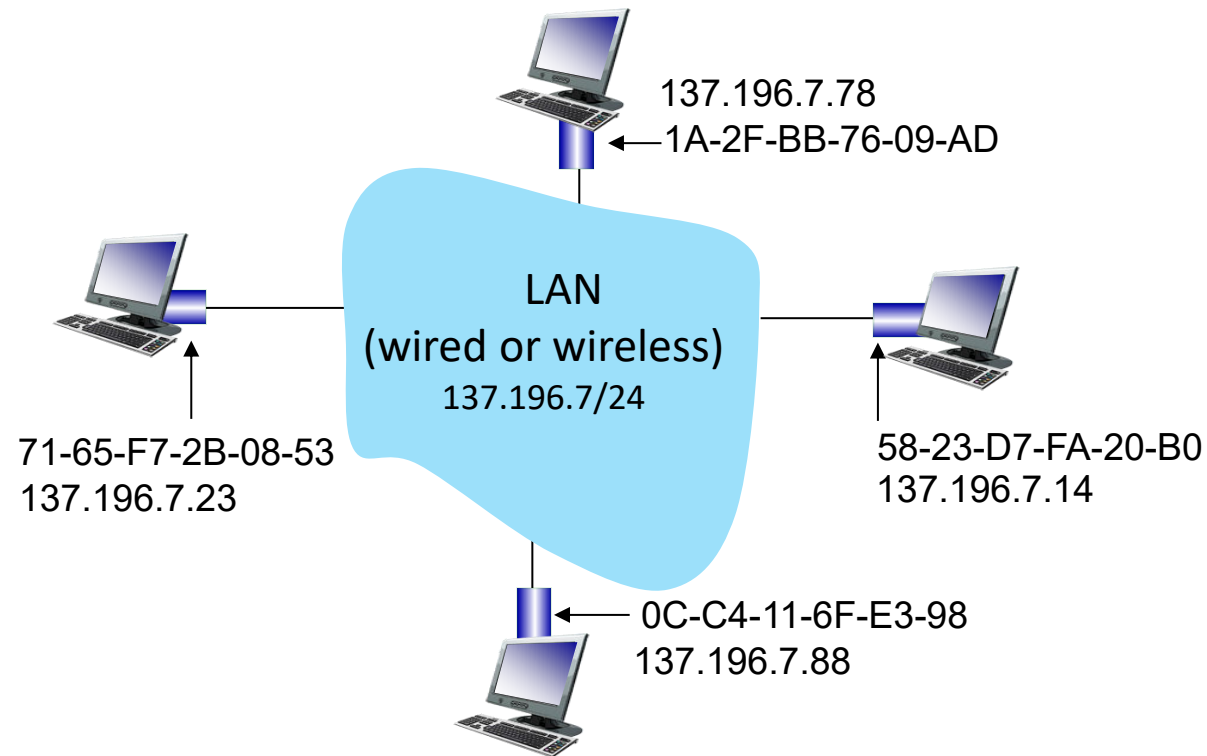 137.196.7.78
1A-2F-BB-76-09-AD
LAN
(wired or wireless)
137.196.7/24
71-65-F7-2B-08-53
137.196.7.23
58-23-D7-FA-20-B0
137.196.7.14
0C-C4-11-6F-E3-98
137.196.7.88